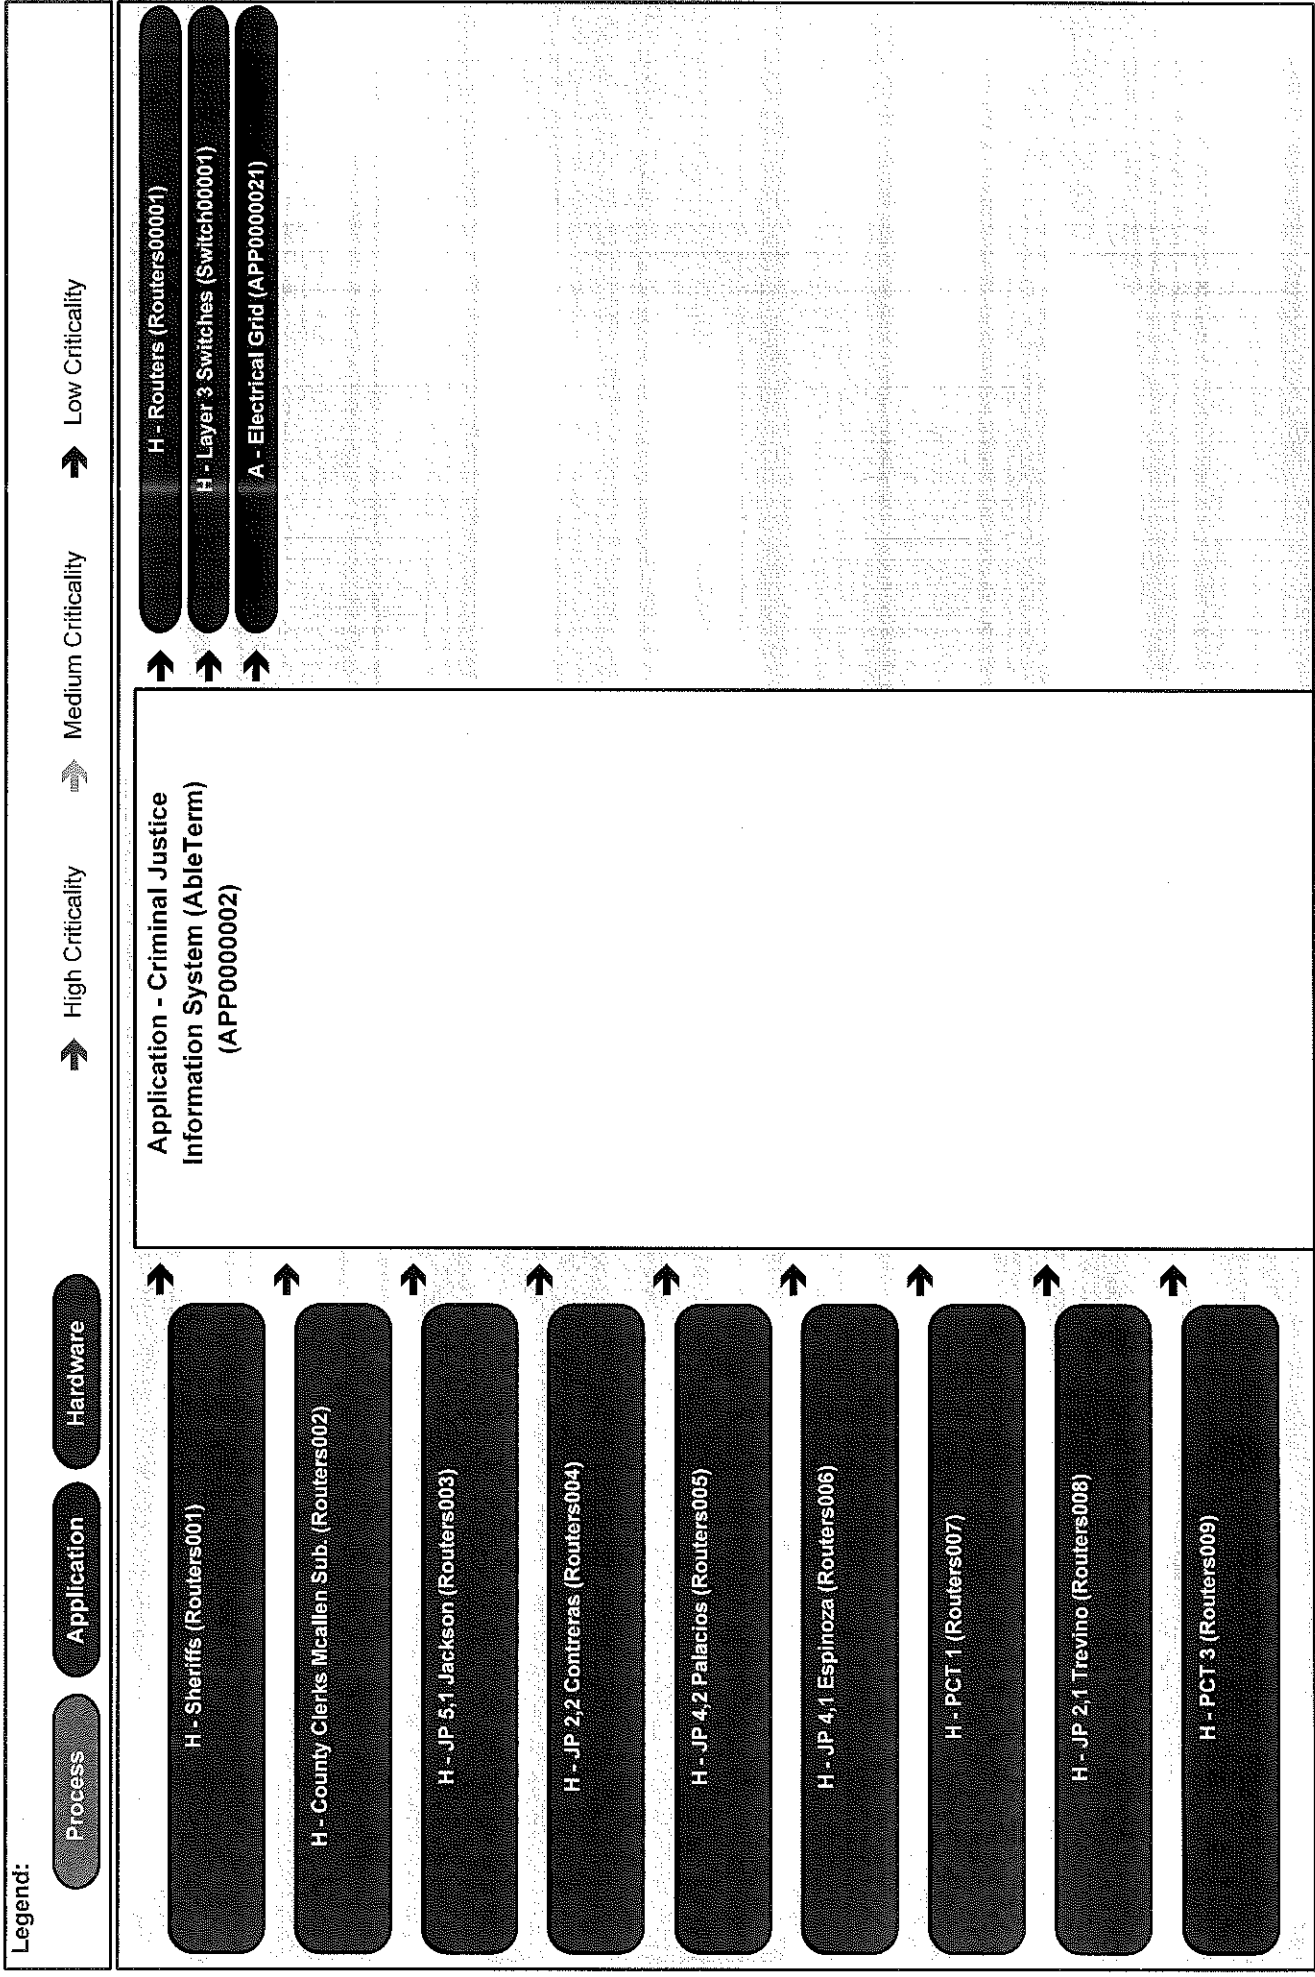 Legend:
Process
Application
Hardware
High Criticality
Medium Criticality
Low Criticality
H - Sheriffs (Routers001)
H - County Clerks Mcallen Sub. (Routers002)
H - JP 5,1 Jackson (Routers003)
H - JP 2,2 Contreras (Routers004)
H - JP 4,2 Palacios (Routers005)
H - JP 4,1 Espinoza (Routers006)
H - PCT 1 (Routers007)
H - JP 2,1 Trevino (Routers008)
H - PCT 3 (Routers009)
Application - Criminal Justice
Information System (AbleTerm)
(APP0000002)
H - Routers (Routers00001)
H - Layer 3 Switches (Switch00001)
A - Electrical Grid (APP0000021)